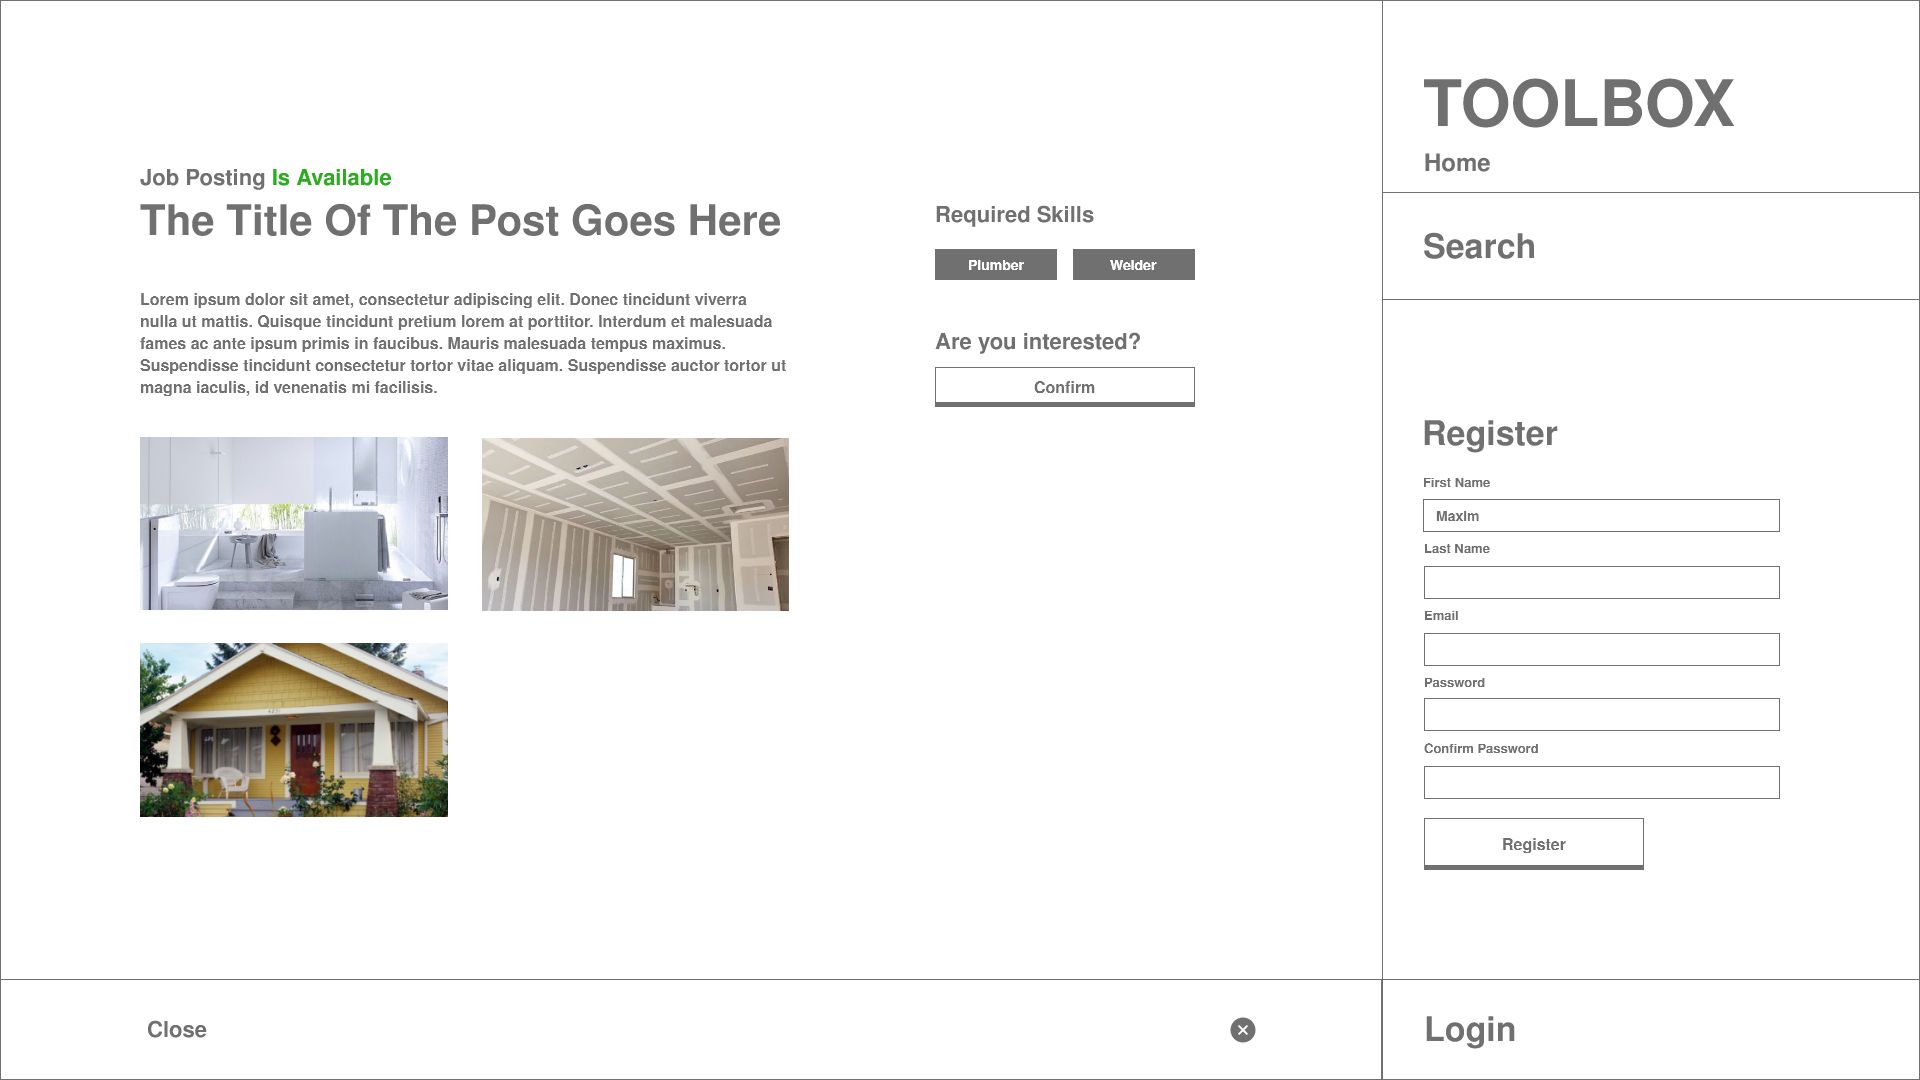 Job Posting Is Available
The Title Of The Post Goes Here
Lorem ipsum dolor sit amet, consectetur adipiscing elit. Donec tincidunt viverra
nulla ut mattis. Quisque tincidunt pretium lorem at porttitor. Interdum et malesuada
fames ac ante ipsum primis in faucibus. Mauris malesuada tempus maximus.
Suspendisse tincidunt consectetur tortor vitae aliquam. Suspendisse auctor tortor ut
magna iaculis, id venenatis mi facilisis.
Required Skills
Plumber Welder
Are you interested?
Confirm
Close
TOOLBOX
Home
Search
Register
First Name
Maxim
Last Name
Email
Password
Confirm Password
Register
Login